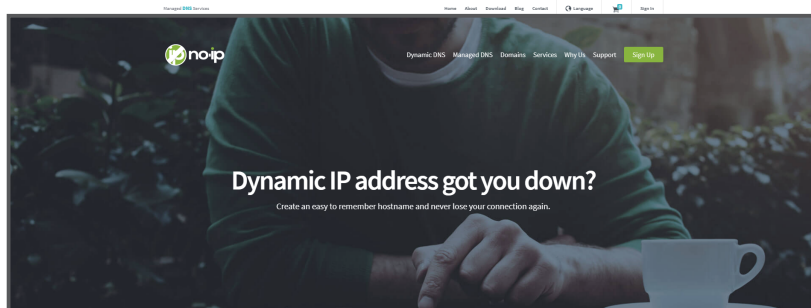 Managed DNS Services
Home About Download Blog Contact Language Sign In
no-ip
Dynamic DNS Managed DNS Domains Services Why Us Support Sign Up
Dynamic IP address got you down?
Create an easy to remember hostname and never lose your connection again.